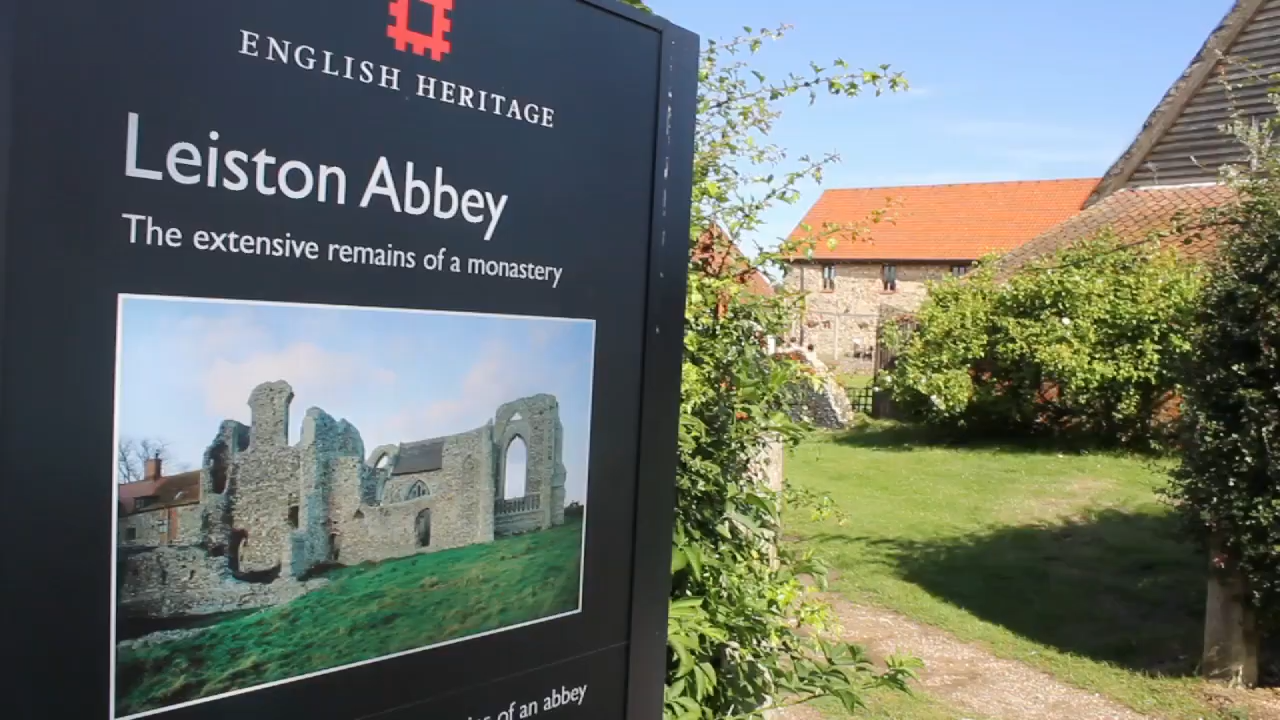 ENGLISH HERITAGE
Leiston Abbey
The extensive remains of a monastery
of an abbey